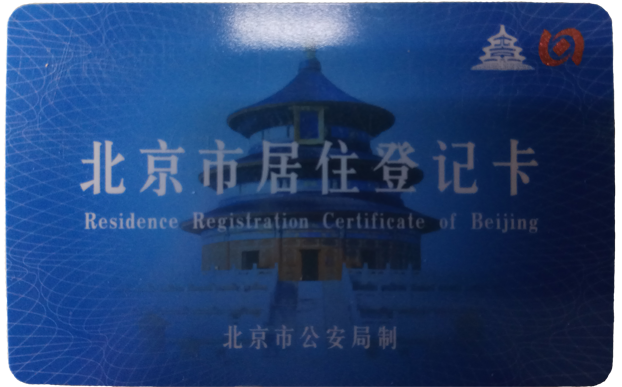 北京市居住登记卡
Residence Registration Certificate of Beijing
北京市公安局制